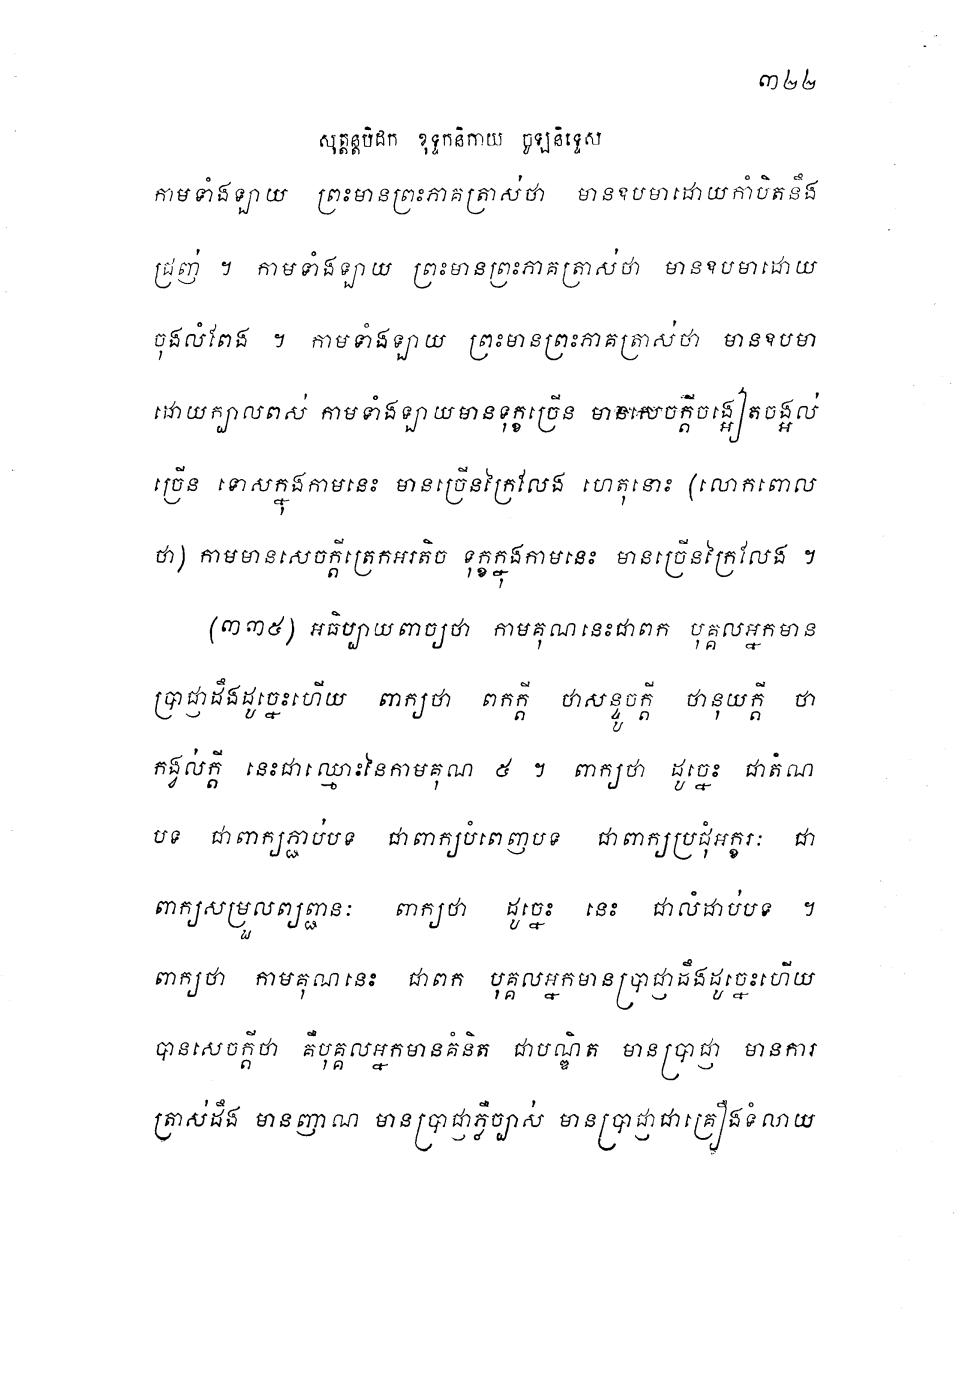 ៣៤៤
សុត្តន្តបិដក ខុទ្ទកនិកាយ ចូឡនិទ្ទេស
កាមទាំងឡាយ ព្រះមានព្រះភាគត្រាស់ថា មានឧបមាដោយកាំបិតនឹង
ជ្រញ់ ។ កាមទាំងឡាយ ព្រះមានព្រះភាគត្រាស់ថា មានឧបមាដោយ
ចុងលំពែង ។ កាមទាំងឡាយ ព្រះមានព្រះភាគត្រាស់ថា មានឧបមា
ដោយក្បាលពស់ កាមទាំងឡាយមានទុក្ខច្រើន មានសេចក្តីចង្អៀតចង្អល់
ច្រើន ទោសក្នុងកាមនេះ មានច្រើនក្រៃលែង ហេតុនោះ (លោកពោល
ថា) កាមមានសេចក្តីត្រេកអរតិច ទុក្ខក្នុងកាមនេះ មានច្រើនក្រៃលែង ។
(៣៣៥) អធិប្បាយពាក្យថា កាមគុណនេះជាពក បុគ្គលអ្នកមាន
ប្រាជ្ញាដឹងដូច្នេះហើយ ពាក្យថា ពកក្តី ថាសន្ទូចក្តី ថានុយក្តី ថា
កង្វល់ក្តី នេះជាឈ្មោះនៃកាមគុណ ៥ ។ ពាក្យថា ដូច្នេះ ជាតំណ
បទ ជាពាក្យភ្ជាប់បទ ជាពាក្យបំពេញបទ ជាពាក្យប្រជុំអក្ខរៈ ជា
ពាក្យសម្រួលព្យញ្ជនៈ ពាក្យថា ដូច្នេះ នេះ ជាលំដាប់បទ ។
ពាក្យថា កាមគុណនេះ ជាពក បុគ្គលអ្នកមានប្រាជ្ញាដឹងដូច្នេះហើយ
បានសេចក្តីថា គឺបុគ្គលអ្នកមានគំនិត ជាបណ្ឌិត មានប្រាជ្ញា មានការ
ត្រាស់ដឹង មានញាណ មានប្រាជ្ញាភ្លឺច្បាស់ មានប្រាជ្ញាជាគ្រឿងទំលាយ